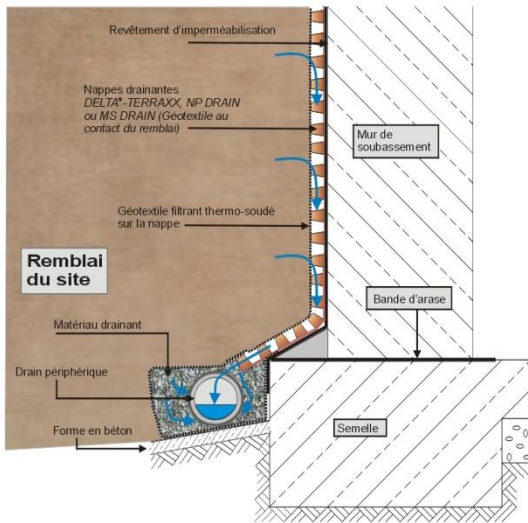 Revêtement d'imperméabilisation
Nappes drainantes
DELTA®-TERRAXX, NP DRAIN
ou MS DRAIN (Géotextile au
contact du remblai)
Mur de
soubassement
Géotextile filtrant thermo-soudé
sur la nappe
Remblai
du site
Bande d'arase
Matériau drainant
Drain périphérique
Forme en béton
Semelle